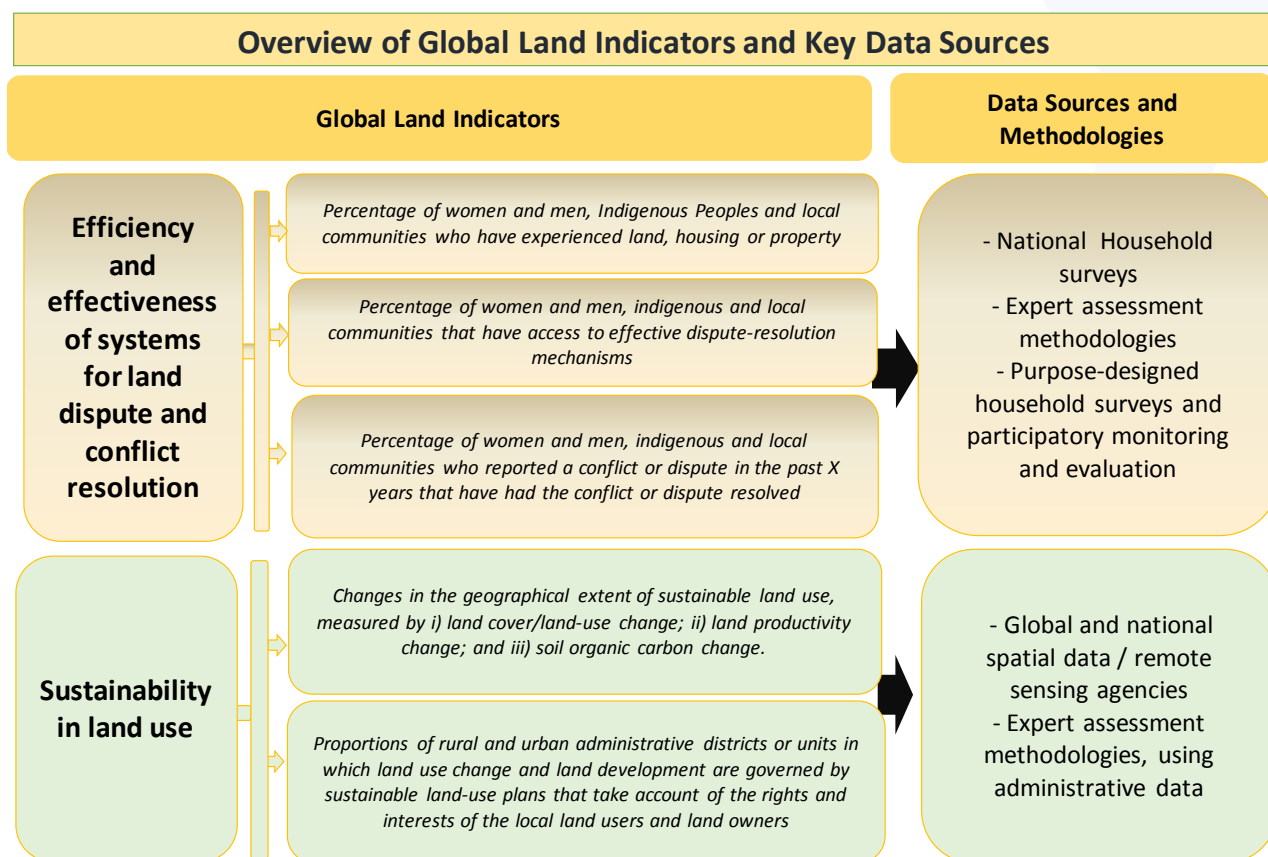 Overview of Global Land Indicators and Key Data Sources
Global Land Indicators
Data Sources and
Methodologies
Efficiency
and
effectiveness
of systems
for land
dispute and
conflict
resolution
Percentage of women and men, Indigenous Peoples and local
communities who have experienced land, housing or property
Percentage of women and men, indigenous and local
communities that have access to effective dispute-resolution
mechanisms
Percentage of women and men, indigenous and local
communities who reported a conflict or dispute in the past X
years that have had the conflict or dispute resolved
- National Household
surveys
- Expert assessment
methodologies
- Purpose-designed
household surveys and
participatory monitoring
and evaluation
Sustainability
in land use
Changes in the geographical extent of sustainable land use,
measured by i) land cover/land-use change; ii) land productivity
change; and iii) soil organic carbon change.
Proportions of rural and urban administrative districts or units in
which land use change and land development are governed by
sustainable land-use plans that take account of the rights and
interests of the local land users and land owners
- Global and national
spatial data / remote
sensing agencies
- Expert assessment
methodologies, using
administrative data